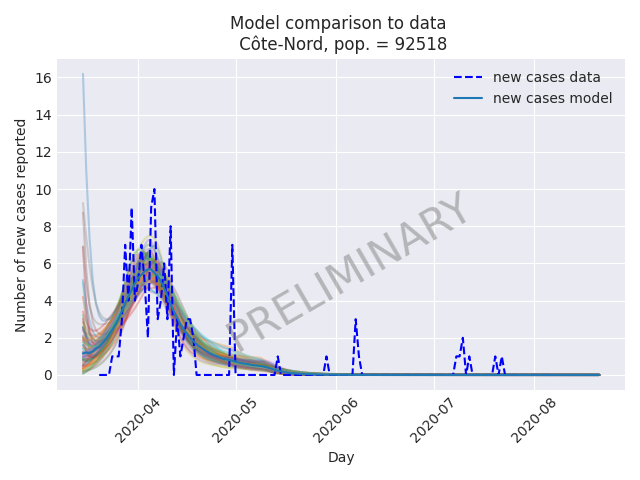 Model comparison to data
Côte-Nord, pop. = 92518
new cases data
new cases model
Number of new cases reported
16
14
12
10
8
6
4
2
0
PRELIMINARY
2020-04
2020-05
2020-06
2020-07
2020-08
Day